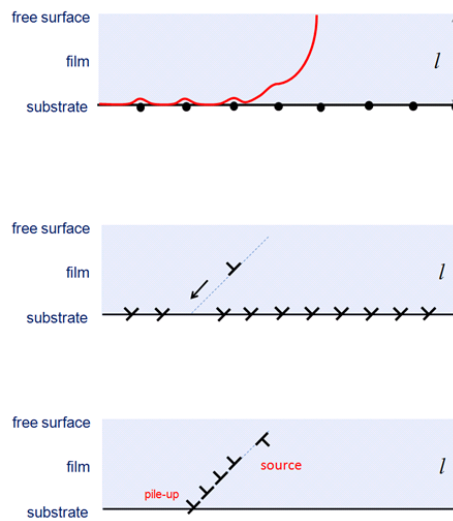 free surface
film
l
substrate
free surface
film
l
substrate
free surface
film
source
l
pile-up
substrate